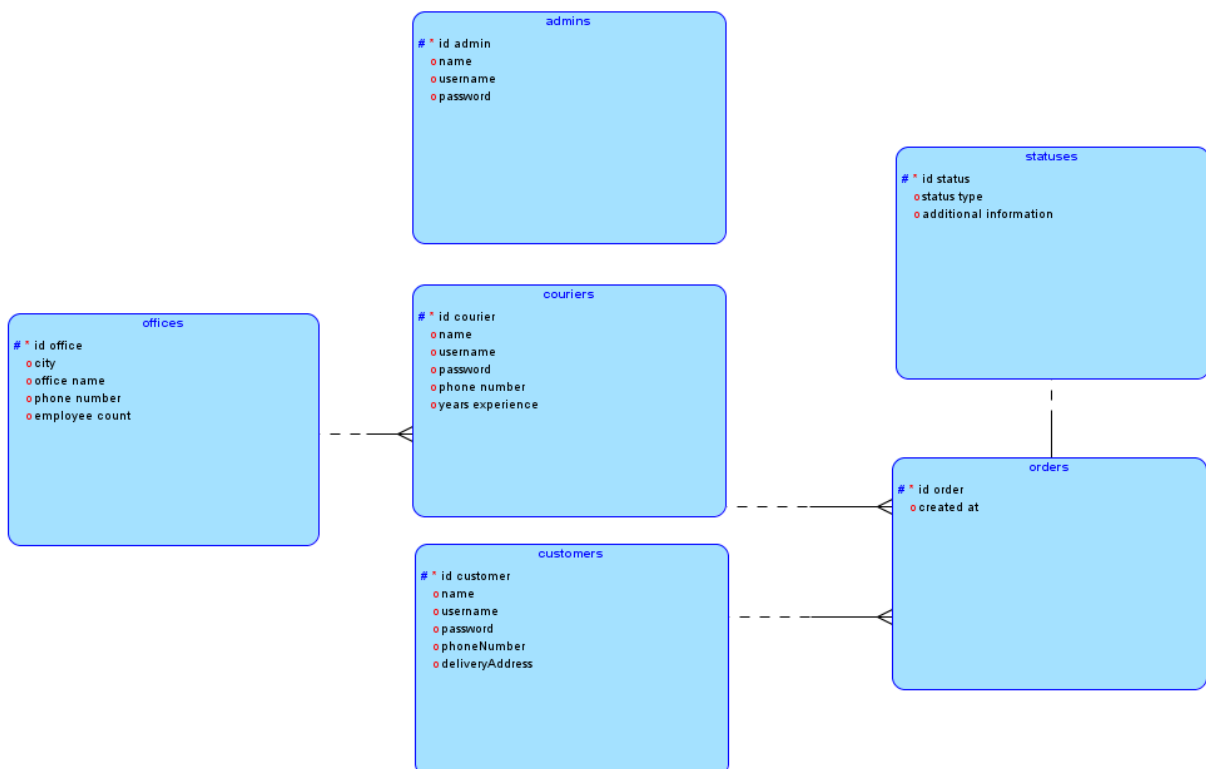 admins
# * id admin
o name
o username
o password
statuses
# * id status
o status type
o additional information
offices
# * id office
o city
o office name
o phone number
o employee count
couriers
# * id courier
o name
o username
o password
o phone number
o years experience
orders
# * id order
o created at
customers
# * id customer
o name
o username
o password
o phoneNumber
o deliveryAddress